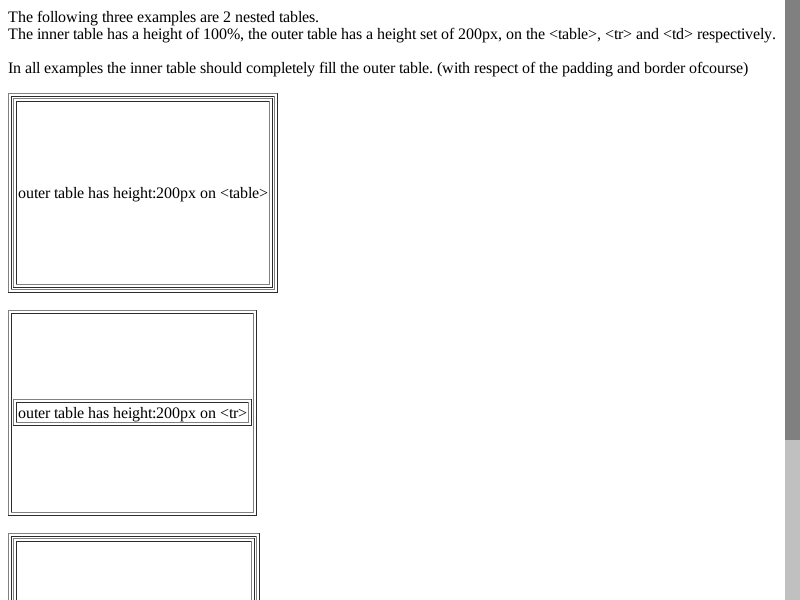 The following three examples are 2 nested tables.
The inner table has a height of 100%, the outer table has a height set of 200px, on the <table>, <tr> and <td> respectively.
In all examples the inner table should completely fill the outer table. (with respect of the padding and border ofcourse)
outer table has height:200px on <table>
outer table has height:200px on <tr>